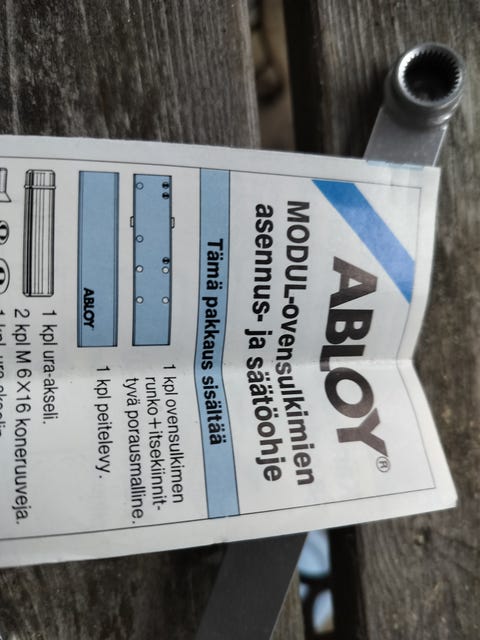 ABLOY®
MODUL-ovensulkimien
asennus- ja säätöohje
Tämä pakkaus sisältää
1 kpl ovensulkimen
runko+itsekiinnit-
tyvä porausmalline.
ABLOY
1 kpl peitelevy.
1 kpl ura-akseli.
2 kpl M 6×16 koneruuveja.